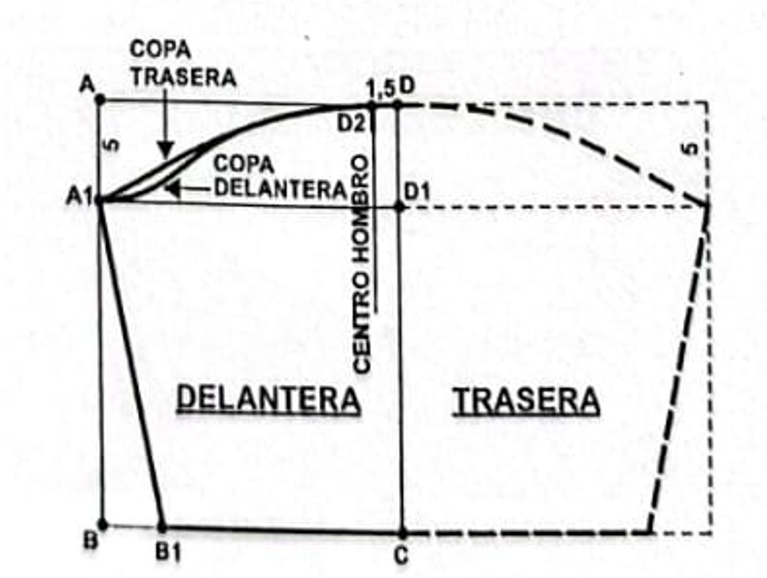 COPA
TRASERA
A
1,5 D
D2
5
5
COPA
DELANTERA
A1
D1
CENTRO HOMBRO
DELANTERA
TRASERA
B
B1
C